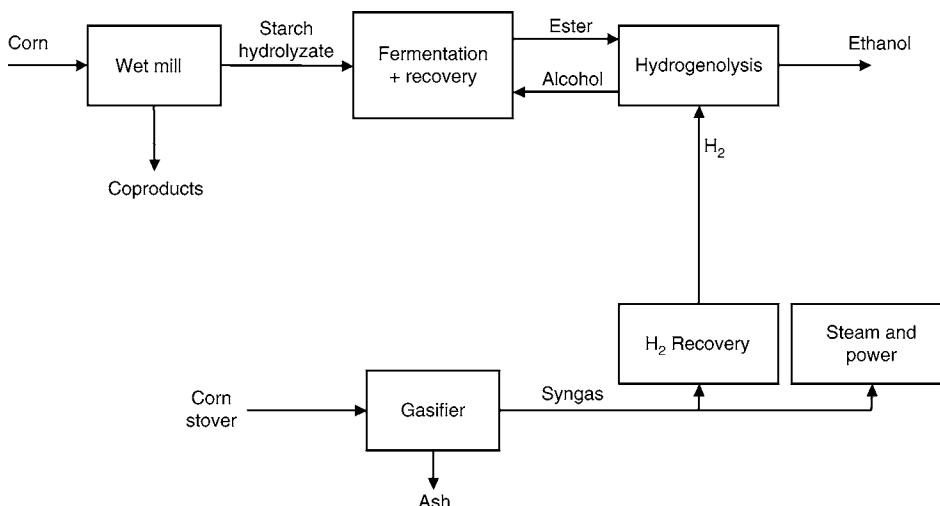 Corn
Wet mill
Starch
hydrolyzate
Fermentation
+ recovery
Ester
Alcohol
Hydrogenolysis
Ethanol
Coproducts
H₂
H₂ Recovery
Steam and
power
Corn
stover
Gasifier
Syngas
Ash